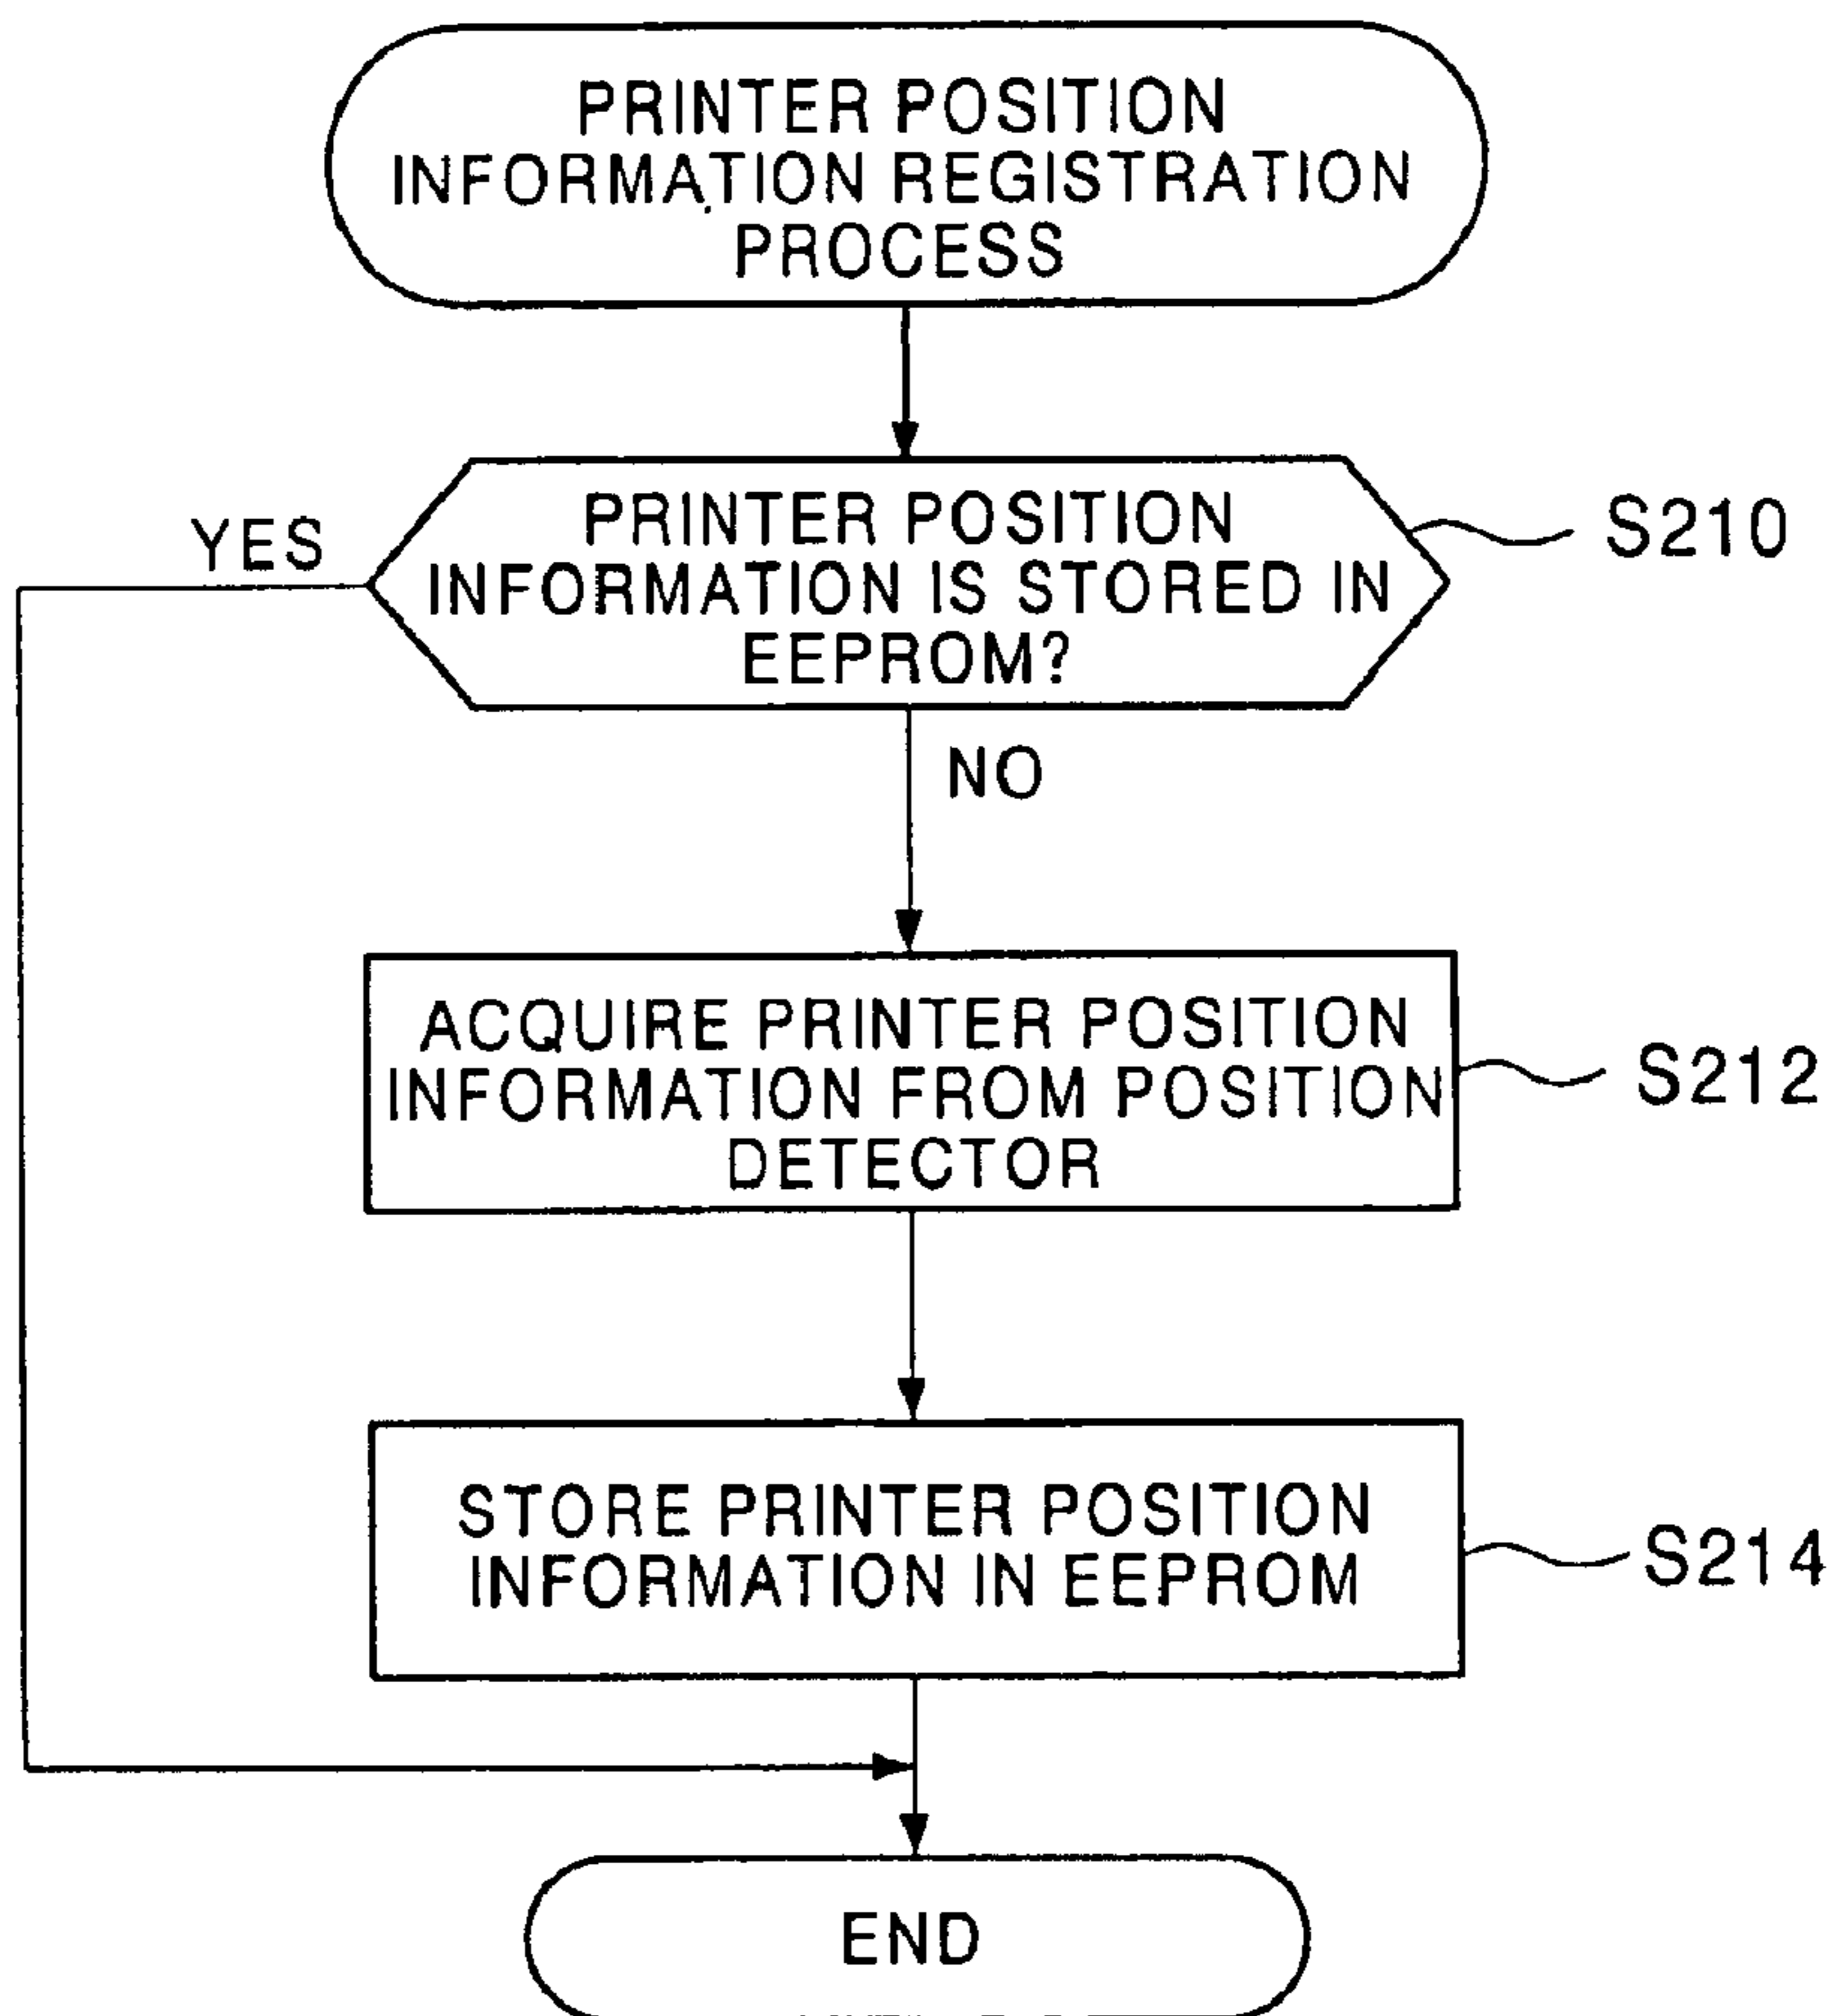 PRINTER POSITION
INFORMATION REGISTRATION
PROCESS
PRINTER POSITION
INFORMATION IS STORED IN
EEPROM?
S210
YES
NO
ACQUIRE PRINTER POSITION
INFORMATION FROM POSITION
DETECTOR
S212
STORE PRINTER POSITION
INFORMATION IN EEPROM
S214
END